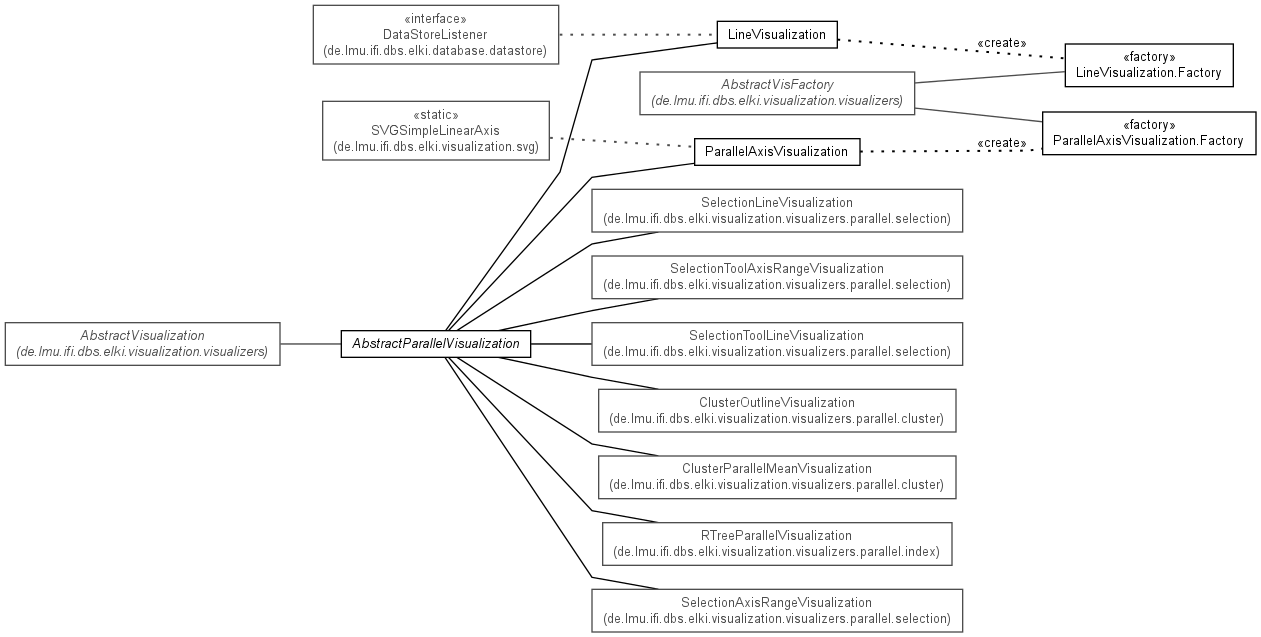 «interface»
DataStoreListener
(de.lmu.ifi.dbs.elki.database.datastore)
LineVisualization
«create»
«factory»
LineVisualization.Factory
AbstractVisFactory
(de.lmu.ifi.dbs.elki.visualization.visualizers)
«static»
SVGSimpleLinearAxis
(de.lmu.ifi.dbs.elki.visualization.svg)
ParallelAxisVisualization
«create»
«factory»
ParallelAxisVisualization.Factory
SelectionLineVisualization
(de.lmu.ifi.dbs.elki.visualization.visualizers.parallel.selection)
SelectionToolAxisRangeVisualization
(de.lmu.ifi.dbs.elki.visualization.visualizers.parallel.selection)
AbstractVisualization
(de.lmu.ifi.dbs.elki.visualization.visualizers)
AbstractParallelVisualization
SelectionToolLineVisualization
(de.lmu.ifi.dbs.elki.visualization.visualizers.parallel.selection)
ClusterOutlineVisualization
(de.lmu.ifi.dbs.elki.visualization.visualizers.parallel.cluster)
ClusterParallelMeanVisualization
(de.lmu.ifi.dbs.elki.visualization.visualizers.parallel.cluster)
RTreeParallelVisualization
(de.lmu.ifi.dbs.elki.visualization.visualizers.parallel.index)
SelectionAxisRangeVisualization
(de.lmu.ifi.dbs.elki.visualization.visualizers.parallel.selection)